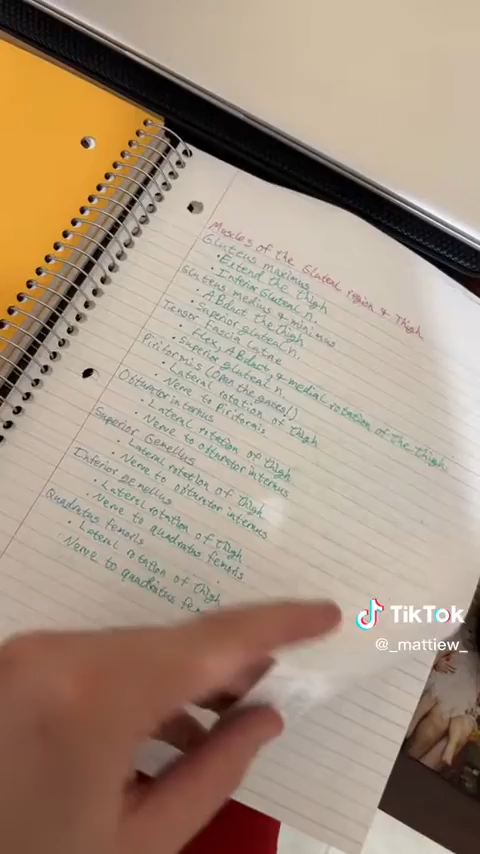 Muscles of the Gluteal region & Thigh
Gluteus maximus
• Extend the thigh
• Inferior Gluteal n.
Gluteus medius & minimus
• ABduct the thigh
• Superior gluteal n.
Tensor Fascia Latae
• Flex, ABduct & medial rotation of the thigh
• Superior gluteal n.
Piriformis (Open the gates!)
• Lateral rotation of thigh
• Nerve to Piriformis
Obturator internus
• Lateral rotation of thigh
• Nerve to obturator internus
Superior Gemellus
• Lateral rotation of thigh
• Nerve to obturator internus
Inferior gemellus
• Lateral rotation of thigh
• Nerve to quadratus femoris
Quadratus femoris
• Lateral rotation of thigh
• Nerve to quadratus
TikTok
@_mattiew_